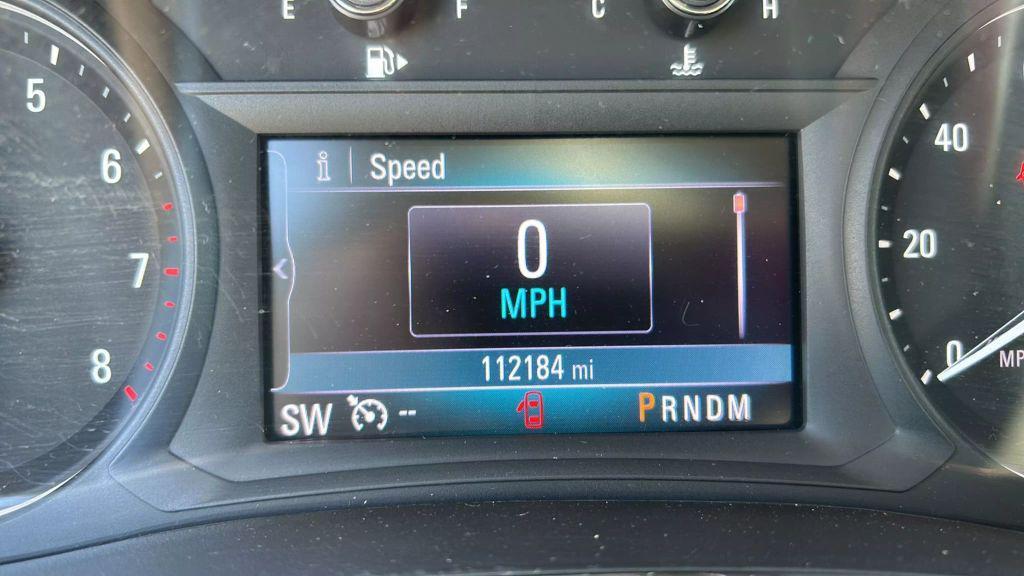 E F C H
5
6
7
8
i Speed
0
MPH
112184 mi
SW --
PRNDM
40
20
0